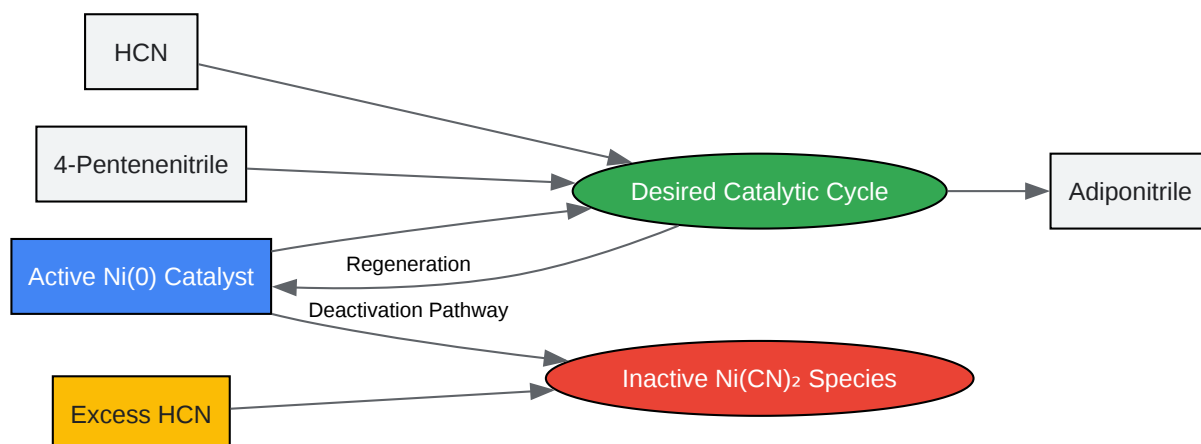 HCN
4-Pentenenitrile
Desired Catalytic Cycle
Adiponitrile
Active Ni(0) Catalyst
Regeneration
Deactivation Pathway
Inactive Ni(CN)₂ Species
Excess HCN